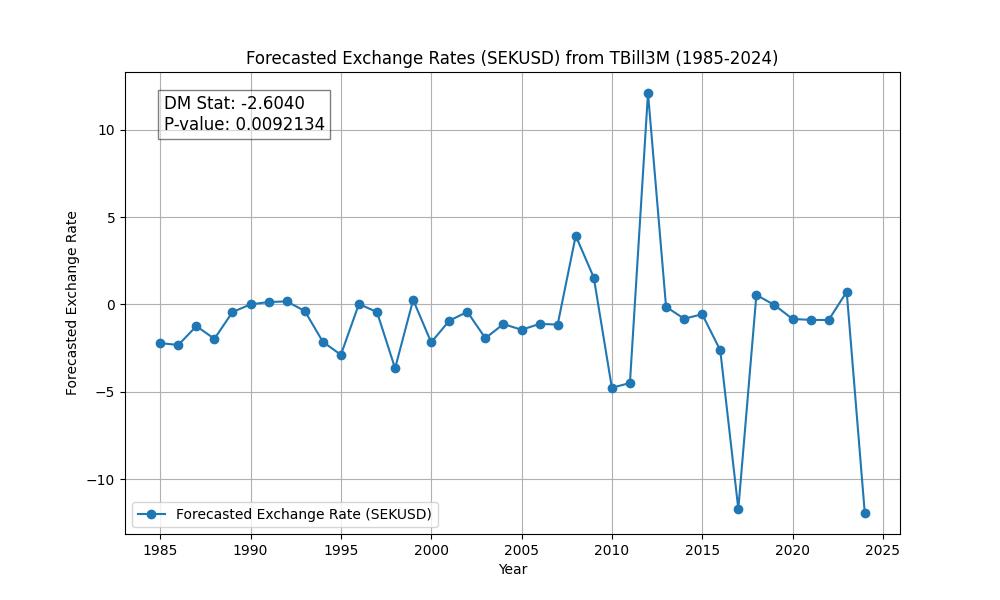 Forecasted Exchange Rates (SEKUSD) from TBill3M (1985-2024)
DM Stat: -2.6040
P-value: 0.0092134
Forecasted Exchange Rate
10
5
0
−5
−10
Forecasted Exchange Rate (SEKUSD)
1985 1990 1995 2000 2005 2010 2015 2020 2025
Year